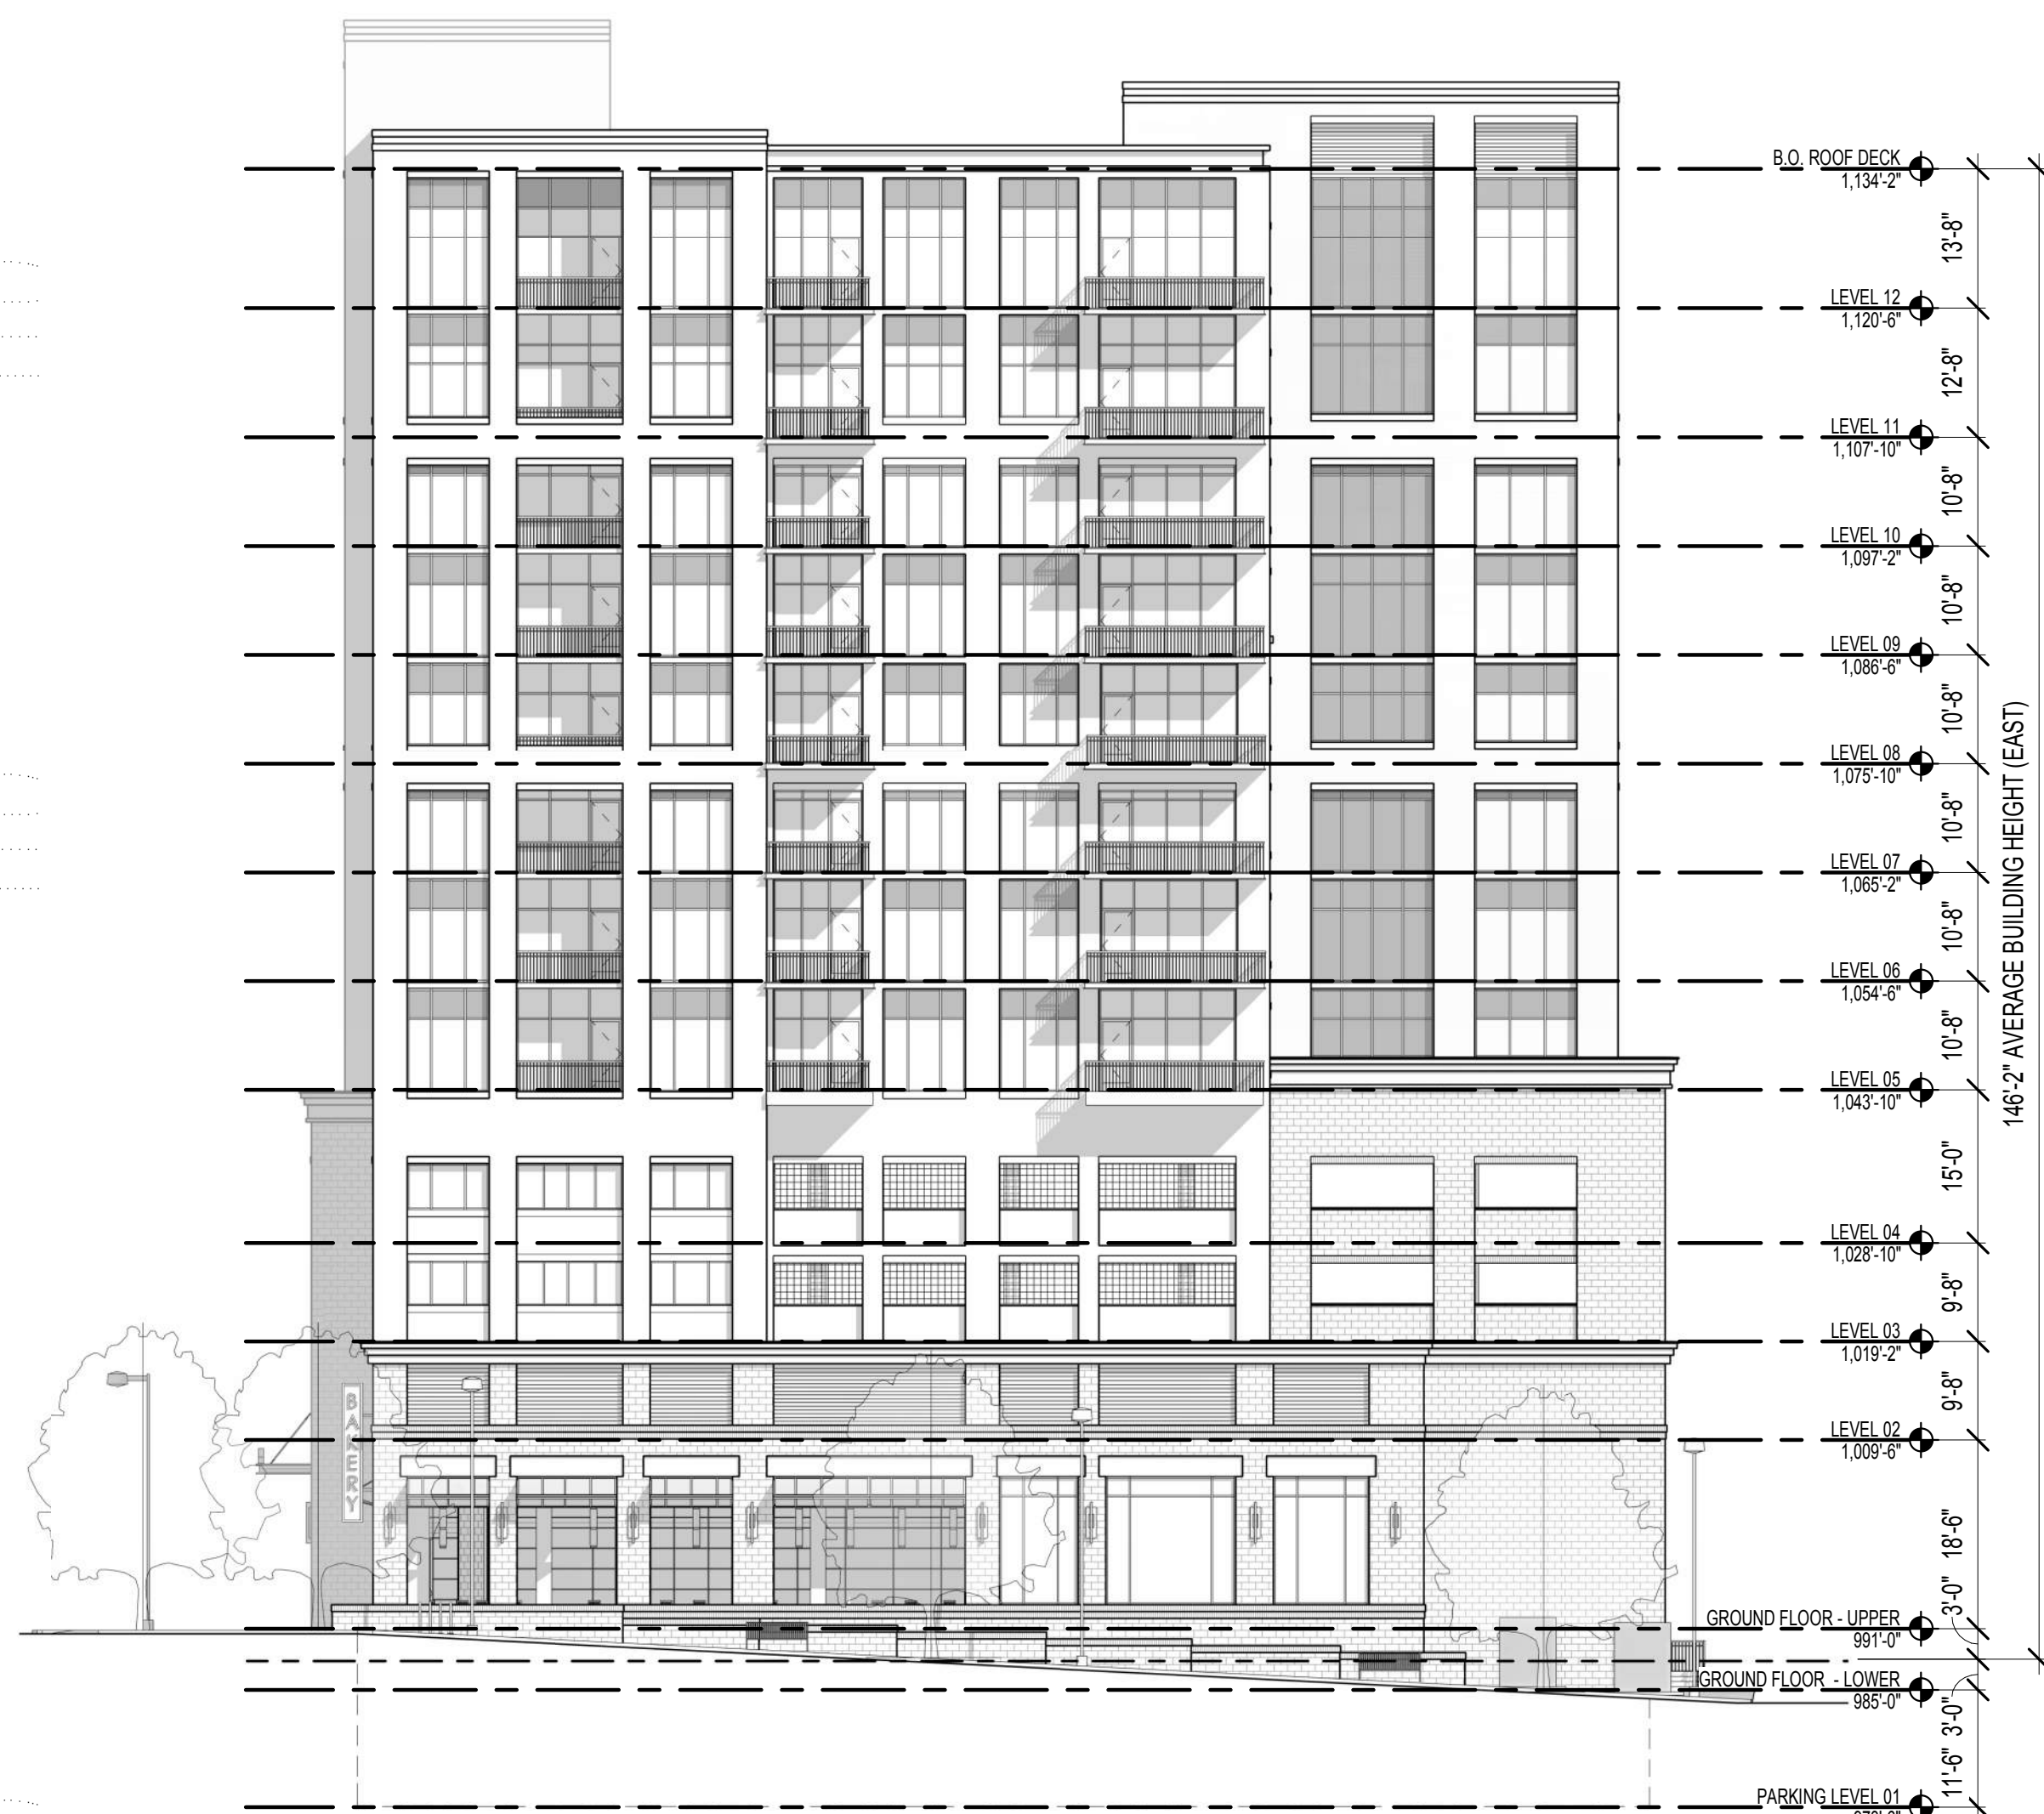 B.O. ROOF DECK
1,134'-2"
13'-8"
LEVEL 12
1,120'-6"
12'-8"
LEVEL 11
1,107'-10"
10'-8"
LEVEL 10
1,097'-2"
10'-8"
LEVEL 09
1,086'-6"
10'-8"
LEVEL 08
1,075'-10"
10'-8"
LEVEL 07
1,065'-2"
10'-8"
LEVEL 06
1,054'-6"
10'-8"
LEVEL 05
1,043'-10"
15'-0"
LEVEL 04
1,028'-10"
9'-8"
LEVEL 03
1,019'-2"
9'-8"
LEVEL 02
1,009'-6"
18'-6"
GROUND FLOOR - UPPER
991'-0"
3'-0"
GROUND FLOOR - LOWER
985'-0"
3'-0"
11'-6"
PARKING LEVEL 01
146'-2" AVERAGE BUILDING HEIGHT (EAST)
BAKERY